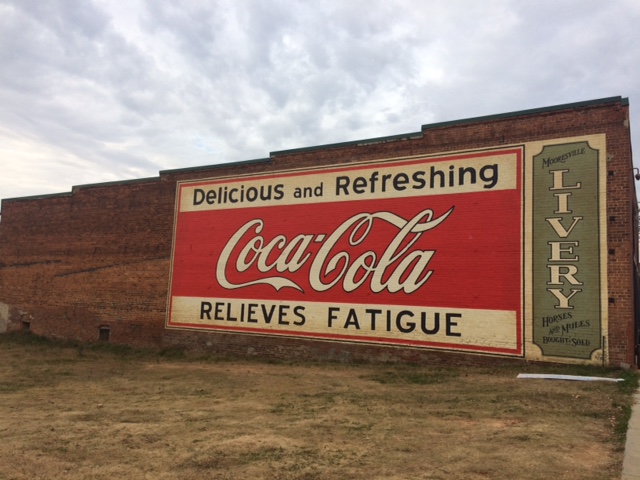 Delicious and Refreshing
Coca-Cola
RELIEVES FATIGUE
MOORESVILLE
LIVERY
HORSES
AND MULES
BOUGHT-SOLD